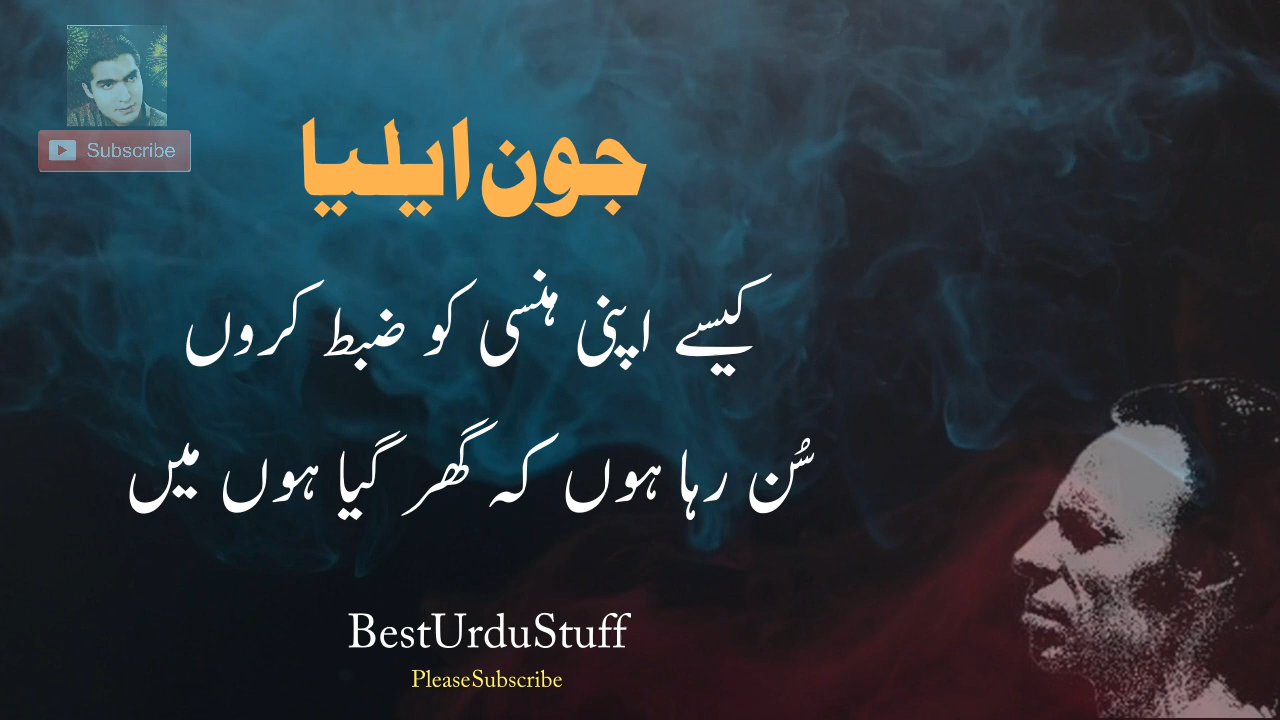 Subscribe
جون ایلیا
کیسے اپنی ہنسی کو ضبط کروں
سُن رہا ہوں کہ گھر گیا ہوں میں
BestUrduStuff
PleaseSubscribe